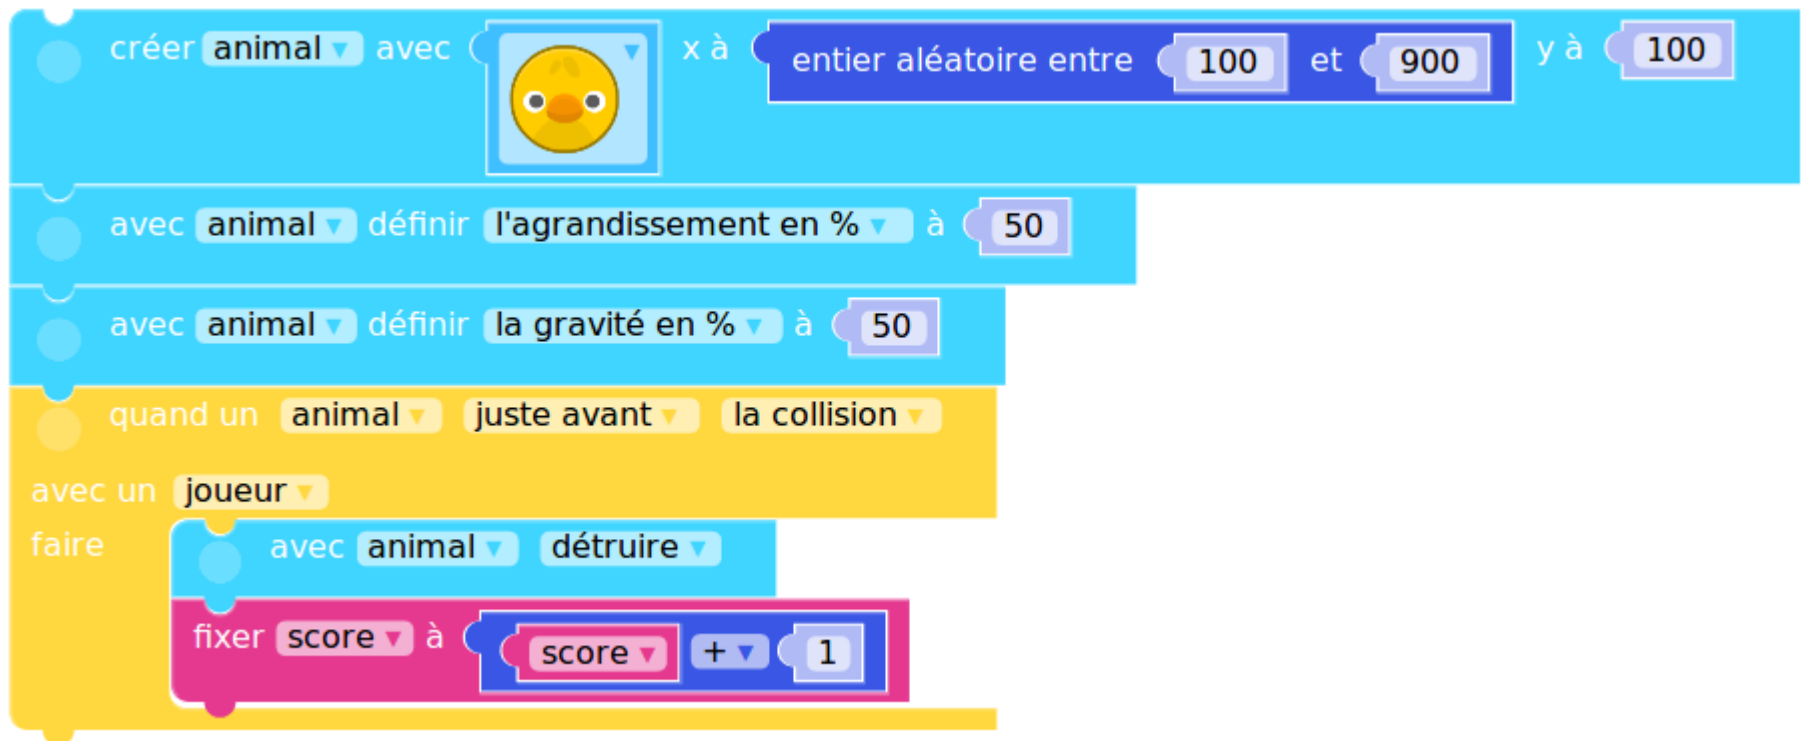 créer animal avec x à entier aléatoire entre 100 et 900 y à 100
avec animal définir l'agrandissement en % à 50
avec animal définir la gravité en % à 50
quand un animal juste avant la collision
avec un joueur
faire avec animal détruire
fixer score à score + 1